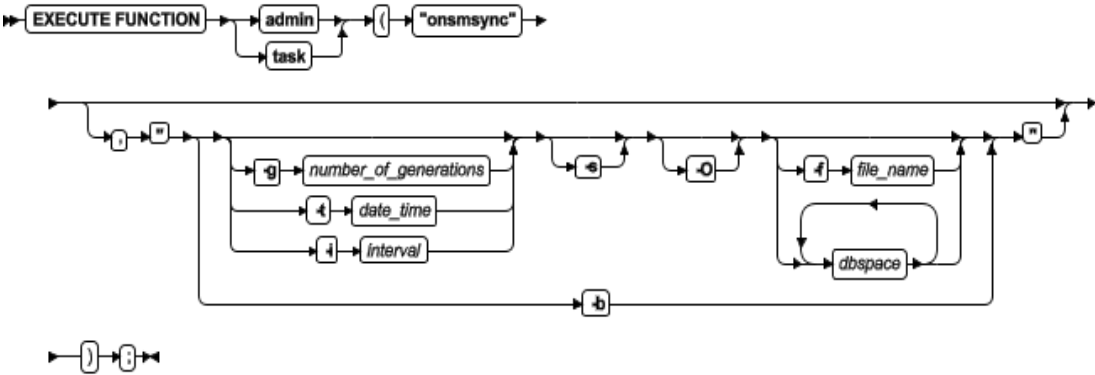 EXECUTE FUNCTION admin ( "onsmsync"
task
, " "
-g number_of_generations -s -O -f file_name
-t date_time
-i interval dbspace
-b
) ;